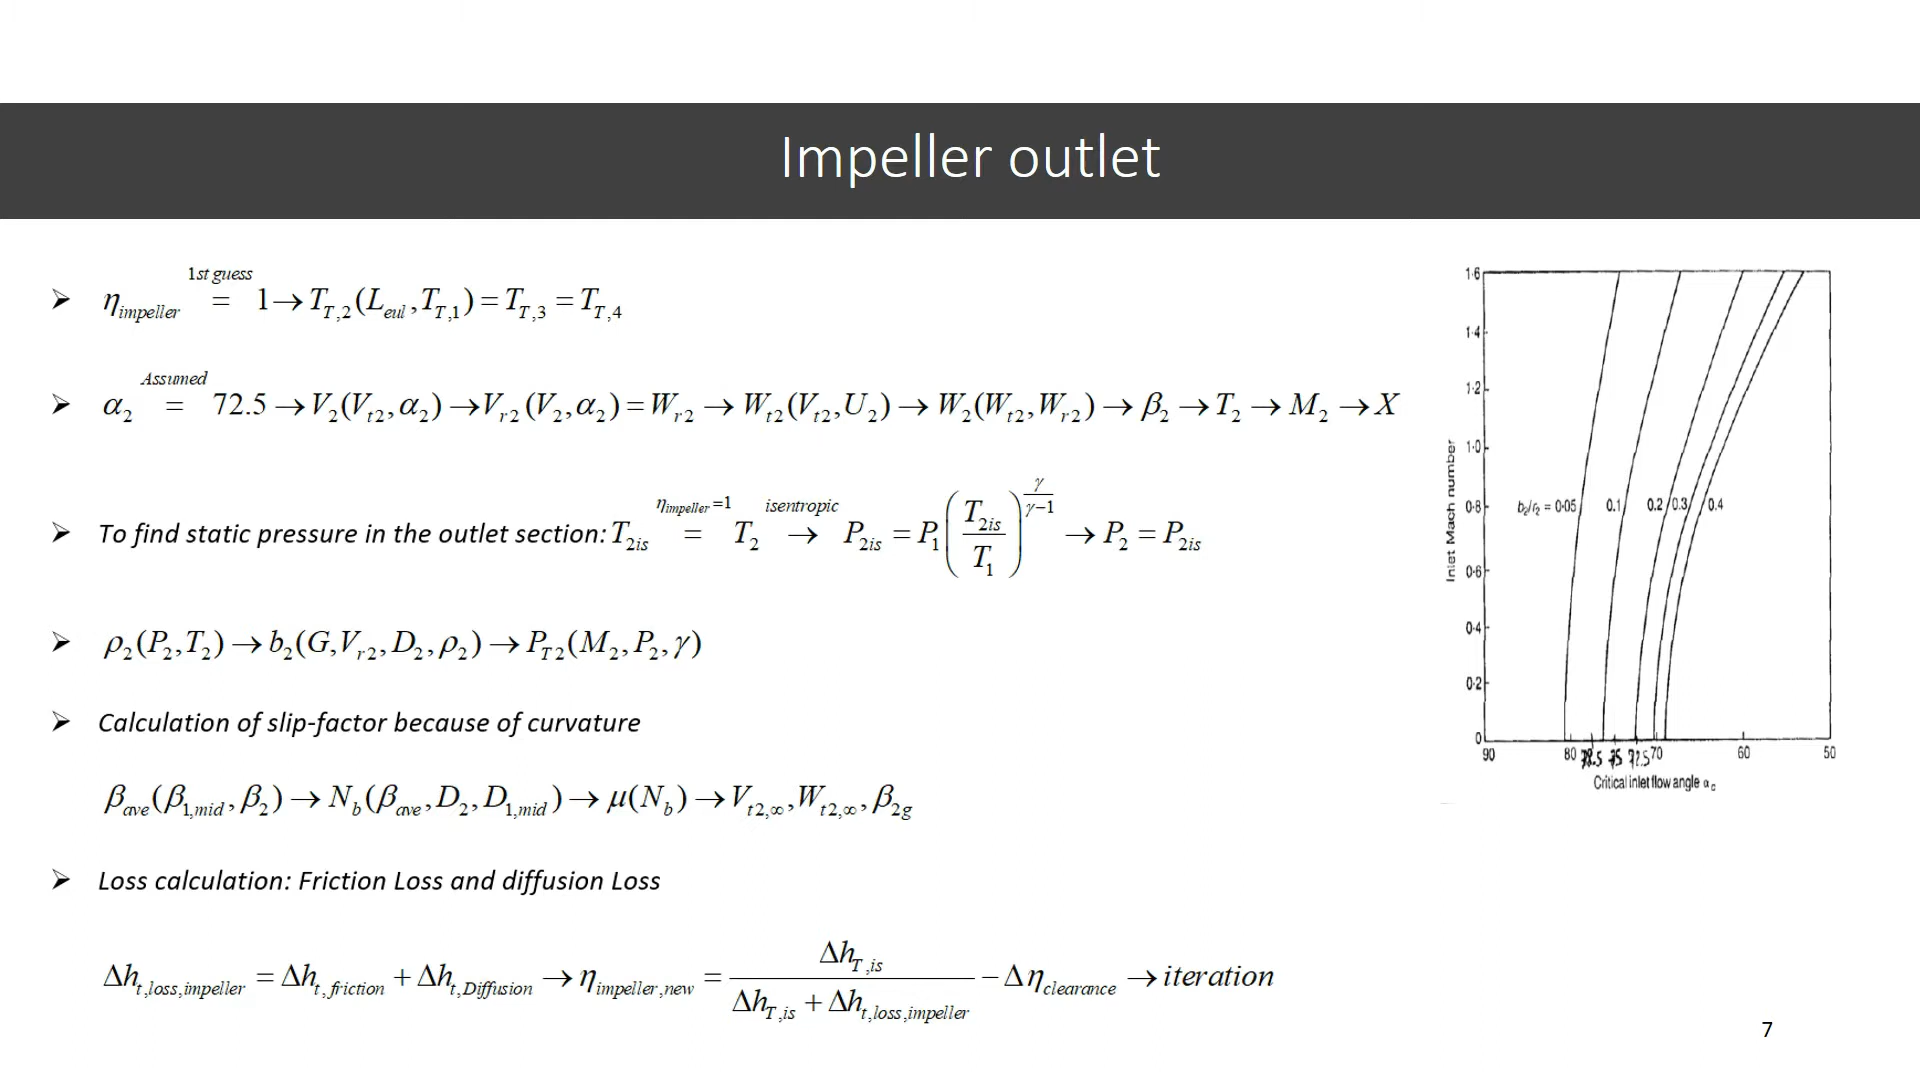 Impeller outlet
➢ η_impeller =(1st guess) 1 → T_T,2 (L_eul, T_T,1) = T_T,3 = T_T,4
➢ α_2 =(Assumed) 72.5 → V_2(V_t2, α_2) → V_r2(V_2, α_2) = W_r2 → W_t2(V_t2, U_2) → W_2(W_t2, W_r2) → β_2 → T_2 → M_2 → X
➢ To find static pressure in the outlet section: T_2is =(η_impeller=1) T_2 →(isentropic) P_2is = P_1 (T_2is / T_1)^(γ/(γ−1)) → P_2 = P_2is
➢ ρ_2(P_2, T_2) → b_2(G, V_r2, D_2, ρ_2) → P_T2(M_2, P_2, γ)
➢ Calculation of slip-factor because of curvature
β_ave(β_1,mid, β_2) → N_b(β_ave, D_2, D_1,mid) → μ(N_b) → V_t2,∞, W_t2,∞, β_2g
➢ Loss calculation: Friction Loss and diffusion Loss
Δh_t,loss,impeller = Δh_t,friction + Δh_t,Diffusion → η_impeller,new = Δh_T,is / (Δh_T,is + Δh_t,loss,impeller) − Δη_clearance → iteration
Inlet Mach number
1·6
1·4
1·2
1·0
0·8
0·6
0·4
0·2
0
b₂/r₂ = 0·05 0.1 0.2 0.3 0.4
90 80 78.5 75 72.5 70 60 50
Critical inlet flow angle α_c
7